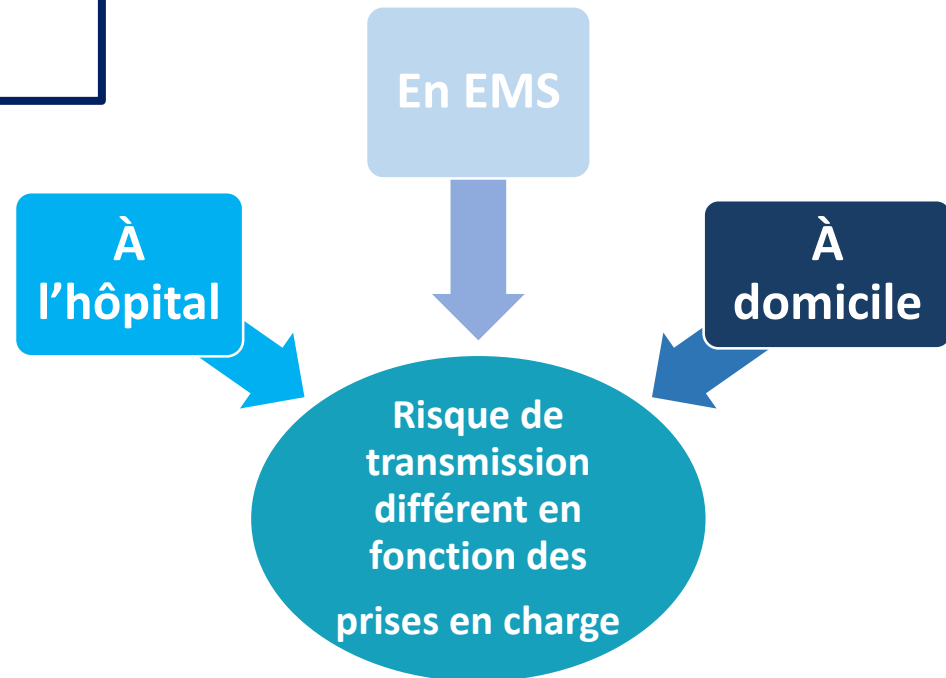 En EMS
À
l’hôpital
À
domicile
Risque de
transmission
différent en
fonction des
prises en charge